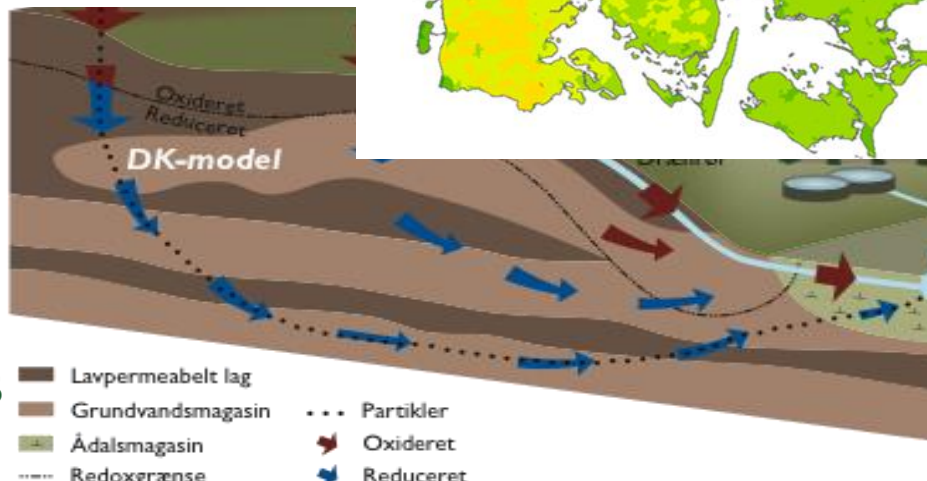 Oxideret
Reduceret
DK-model
Lavpermeabelt lag
Grundvandsmagasin
Ådalsmagasin
Redoxgrænse
Partikler
Oxideret
Reduceret